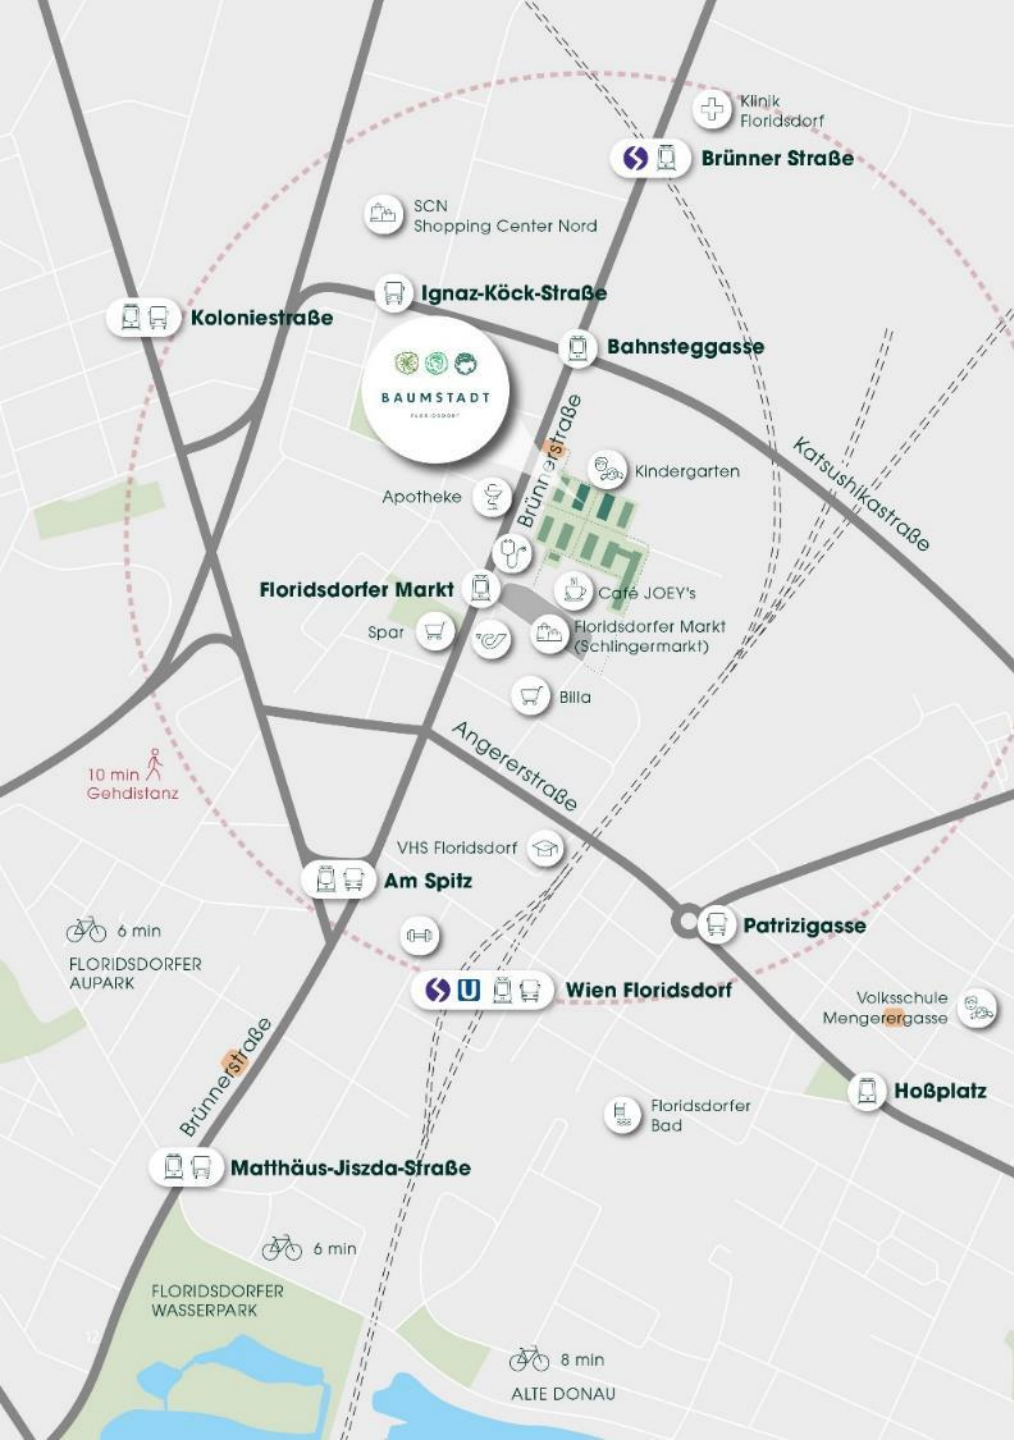 Klinik
Floridsdorf
Brünner Straße
SCN
Shopping Center Nord
Ignaz-Köck-Straße
Koloniestraße
Bahnsteggasse
BAUMSTADT
FLORIDSDORF
Brünnerstraße
Katsushikastraße
Kindergarten
Apotheke
Floridsdorfer Markt
Café JOEY's
Spar
Floridsdorfer Markt
(Schlingermarkt)
Billa
Angererstraße
10 min
Gehdistanz
VHS Floridsdorf
Am Spitz
6 min
FLORIDSDORFER
AUPARK
Patrizigasse
U
Wien Floridsdorf
Volksschule
Mengerergasse
Brünnerstraße
Hoßplatz
Floridsdorfer
Bad
Matthäus-Jiszda-Straße
6 min
FLORIDSDORFER
WASSERPARK
12
8 min
ALTE DONAU